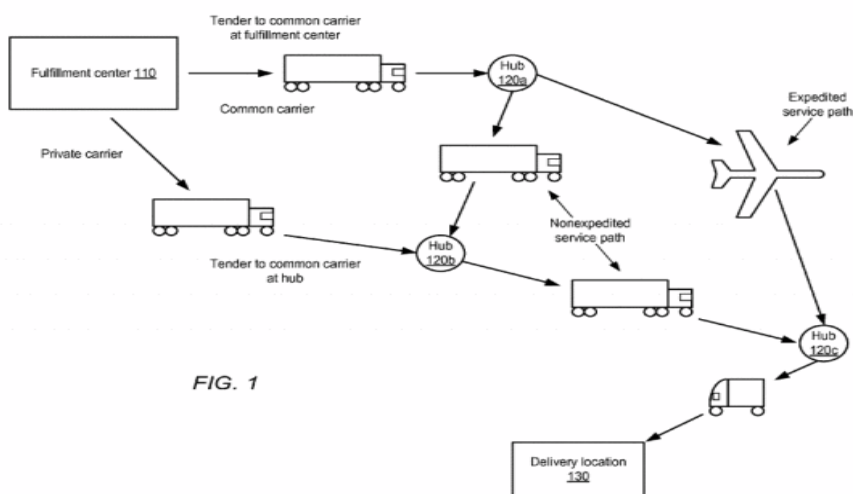 Tender to common carrier
at fulfillment center
Fulfillment center 110
Common carrier
Hub
120a
Expedited
service path
Private carrier
Nonexpedited
service path
Hub
120b
Tender to common carrier
at hub
Hub
120c
FIG. 1
Delivery location
130